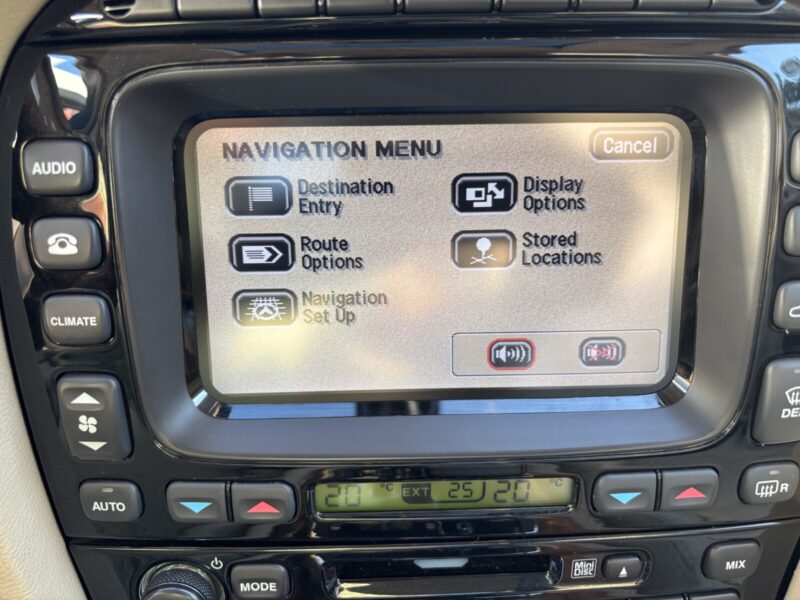 NAVIGATION MENU
Cancel
Destination
Entry
Display
Options
Route
Options
Stored
Locations
Navigation
Set Up
AUDIO
CLIMATE
AUTO
20 °C EXT 25 20 °C
R
MODE
Mini
Disc
MIX